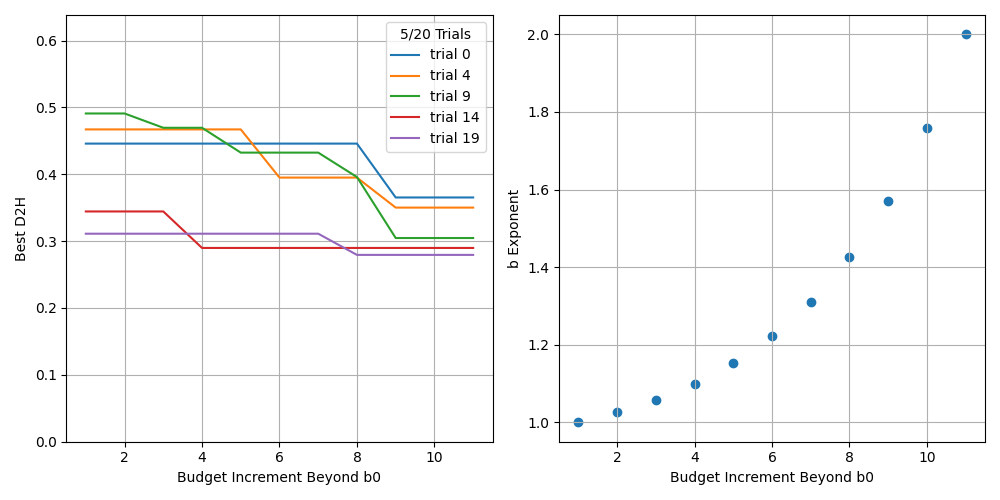 0.6
0.5
0.4
0.3
0.2
0.1
0.0
Best D2H
2 4 6 8 10
Budget Increment Beyond b0
5/20 Trials
trial 0
trial 4
trial 9
trial 14
trial 19
2.0
1.8
1.6
1.4
1.2
1.0
b Exponent
2 4 6 8 10
Budget Increment Beyond b0